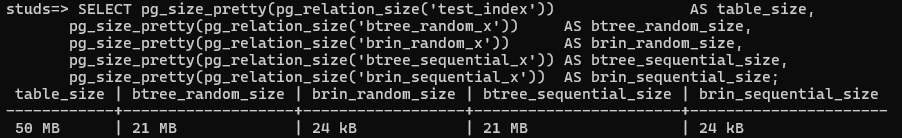 studs=> SELECT pg_size_pretty(pg_relation_size('test_index'))                AS table_size,
       pg_size_pretty(pg_relation_size('btree_random_x'))      AS btree_random_size,
       pg_size_pretty(pg_relation_size('brin_random_x'))       AS brin_random_size,
       pg_size_pretty(pg_relation_size('btree_sequential_x'))  AS btree_sequential_size,
       pg_size_pretty(pg_relation_size('brin_sequential_x'))   AS brin_sequential_size;
 table_size | btree_random_size | brin_random_size | btree_sequential_size | brin_sequential_size
------------+-------------------+------------------+-----------------------+----------------------
 50 MB      | 21 MB             | 24 kB            | 21 MB                 | 24 kB